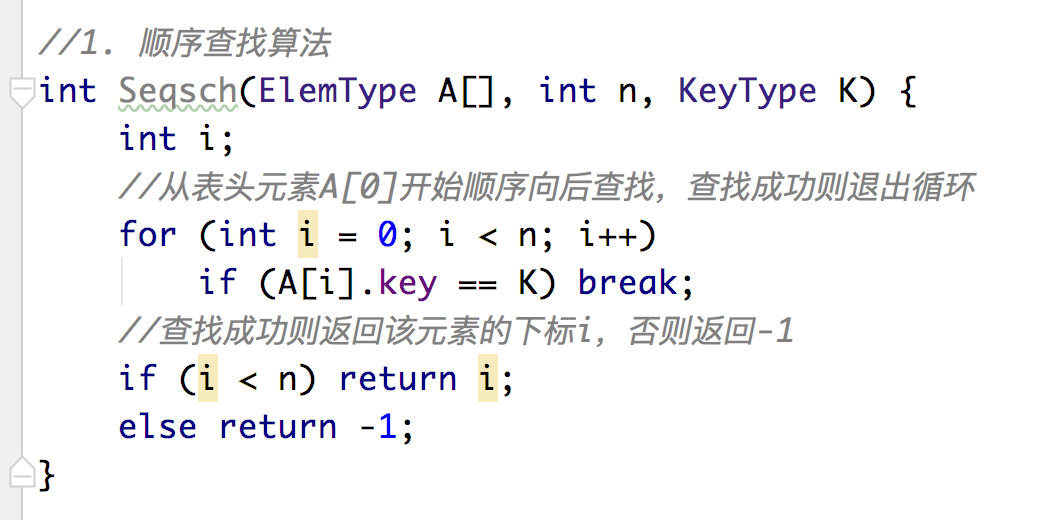 //1. 顺序查找算法
int Seqsch(ElemType A[], int n, KeyType K) {
    int i;
    //从表头元素A[0]开始顺序向后查找，查找成功则退出循环
    for (int i = 0; i < n; i++)
        if (A[i].key == K) break;
    //查找成功则返回该元素的下标i，否则返回-1
    if (i < n) return i;
    else return -1;
}